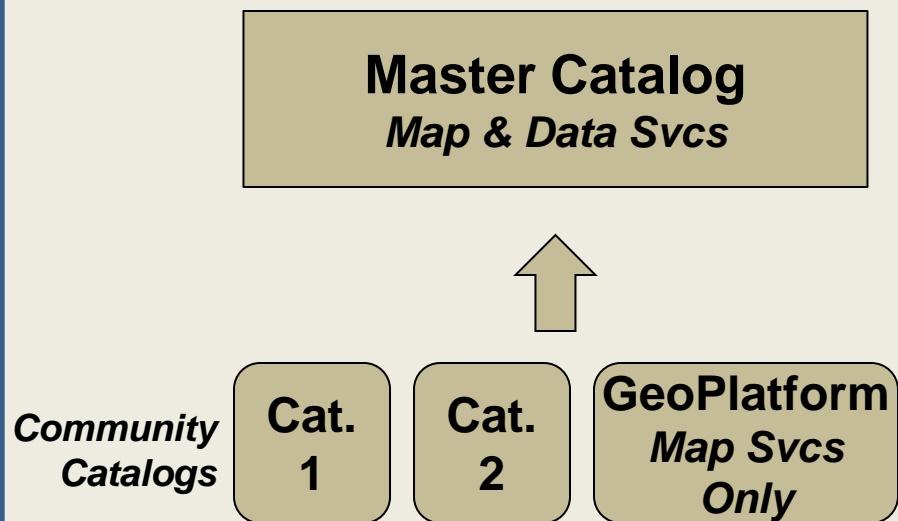 Master Catalog
Map & Data Svcs
Community
Catalogs
Cat.
1
Cat.
2
GeoPlatform
Map Svcs
Only